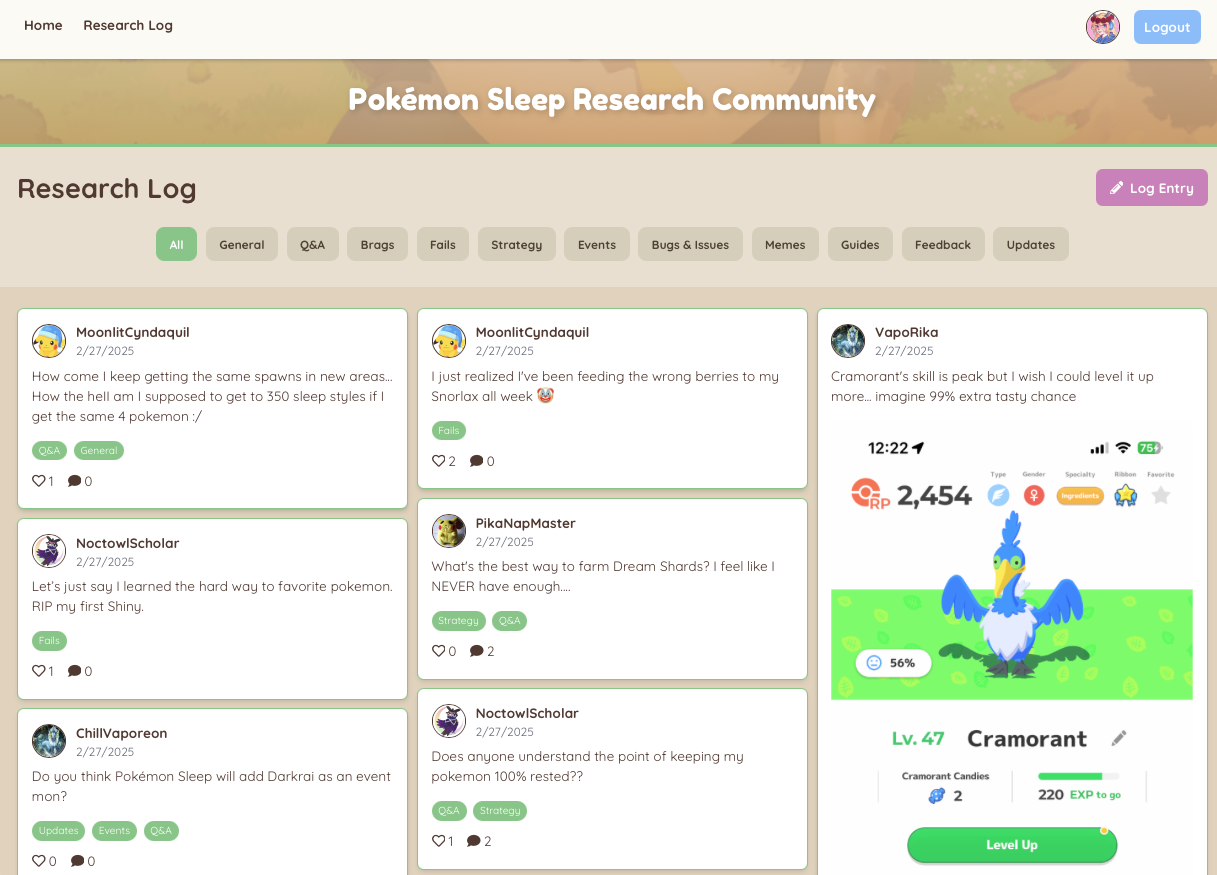 Home
Research Log
Logout
Pokémon Sleep Research Community
Research Log
Log Entry
All
General
Q&A
Brags
Fails
Strategy
Events
Bugs & Issues
Memes
Guides
Feedback
Updates
MoonlitCyndaquil
2/27/2025
How come I keep getting the same spawns in new areas...
How the hell am I supposed to get to 350 sleep styles if I
get the same 4 pokemon :/
Q&A
General
1
0
NoctowlScholar
2/27/2025
Let's just say I learned the hard way to favorite pokemon.
RIP my first Shiny.
Fails
1
0
ChillVaporeon
2/27/2025
Do you think Pokémon Sleep will add Darkrai as an event
mon?
Updates
Events
Q&A
0
0
MoonlitCyndaquil
2/27/2025
I just realized I've been feeding the wrong berries to my
Snorlax all week 🤡
Fails
2
0
PikaNapMaster
2/27/2025
What's the best way to farm Dream Shards? I feel like I
NEVER have enough....
Strategy
Q&A
0
2
NoctowlScholar
2/27/2025
Does anyone understand the point of keeping my
pokemon 100% rested??
Q&A
Strategy
1
2
VapoRika
2/27/2025
Cramorant's skill is peak but I wish I could level it up
more... imagine 99% extra tasty chance
12:22
75
Type
Gender
Specialty
Ribbon
Favorite
RP 2,454
Ingredients
56%
Lv. 47
Cramorant
Cramorant Candies
2
220 EXP to go
Level Up